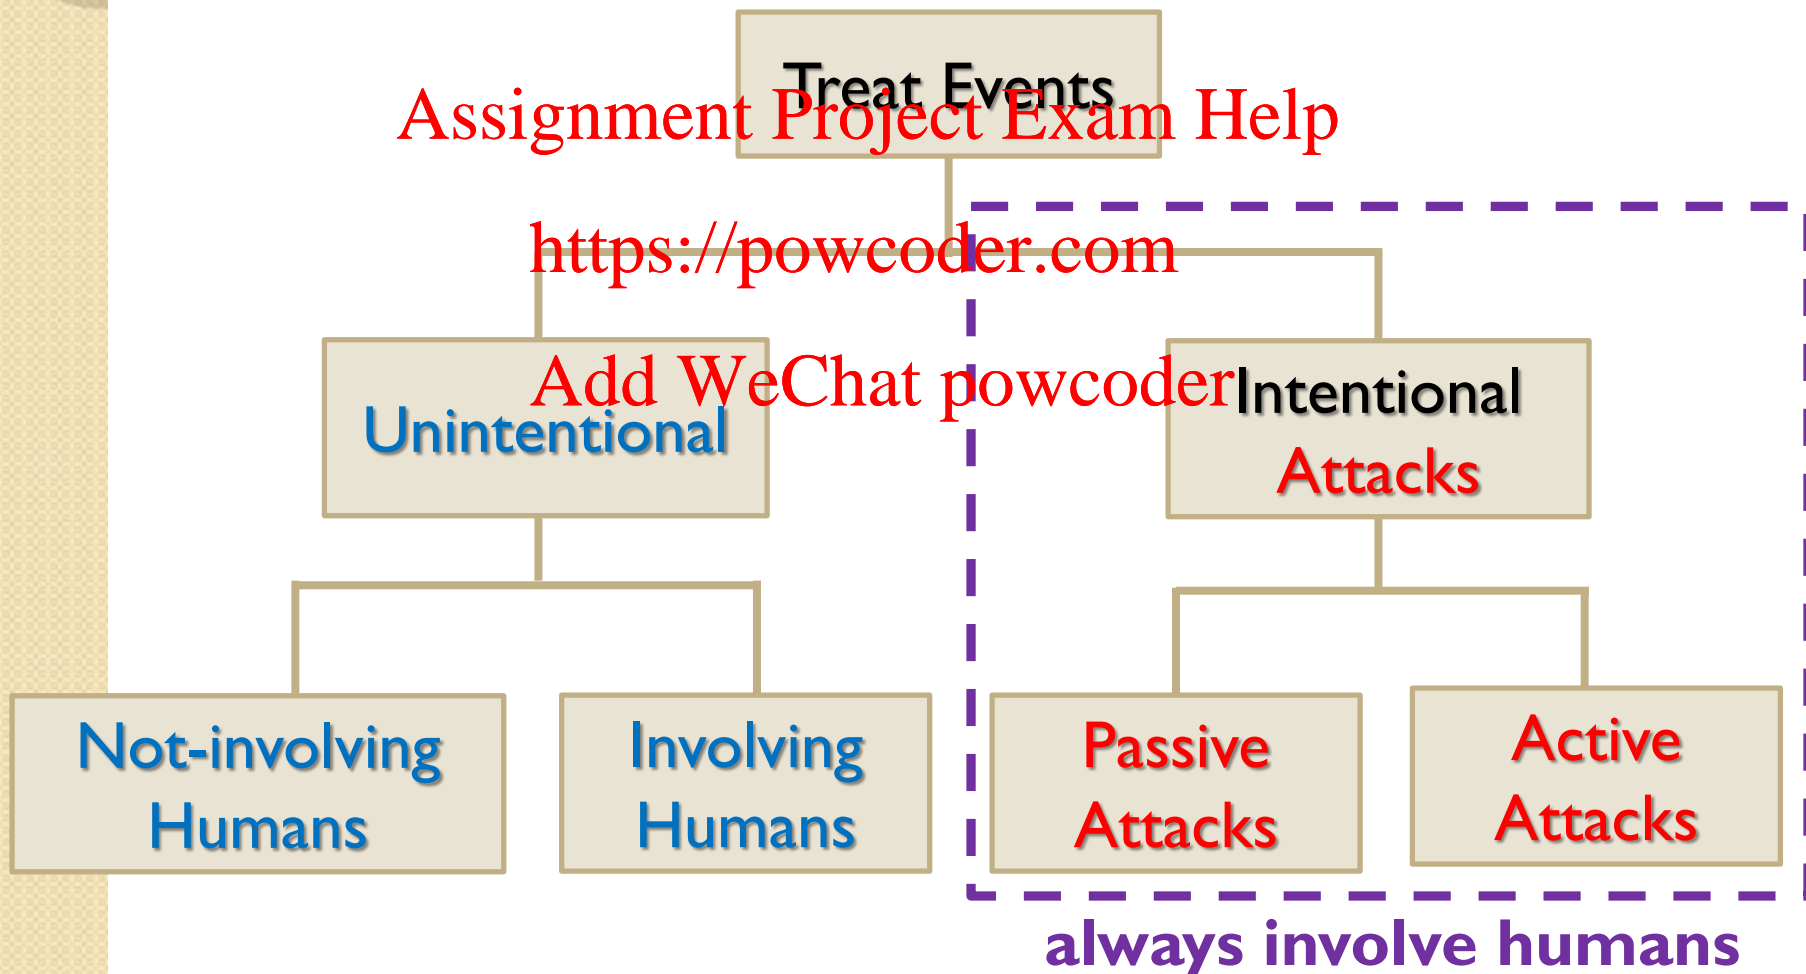 Treat Events
Assignment Project Exam Help
https://powcoder.com
Add WeChat powcoder
Unintentional
Intentional
Attacks
Not-involving
Humans
Involving
Humans
Passive
Attacks
Active
Attacks
always involve humans